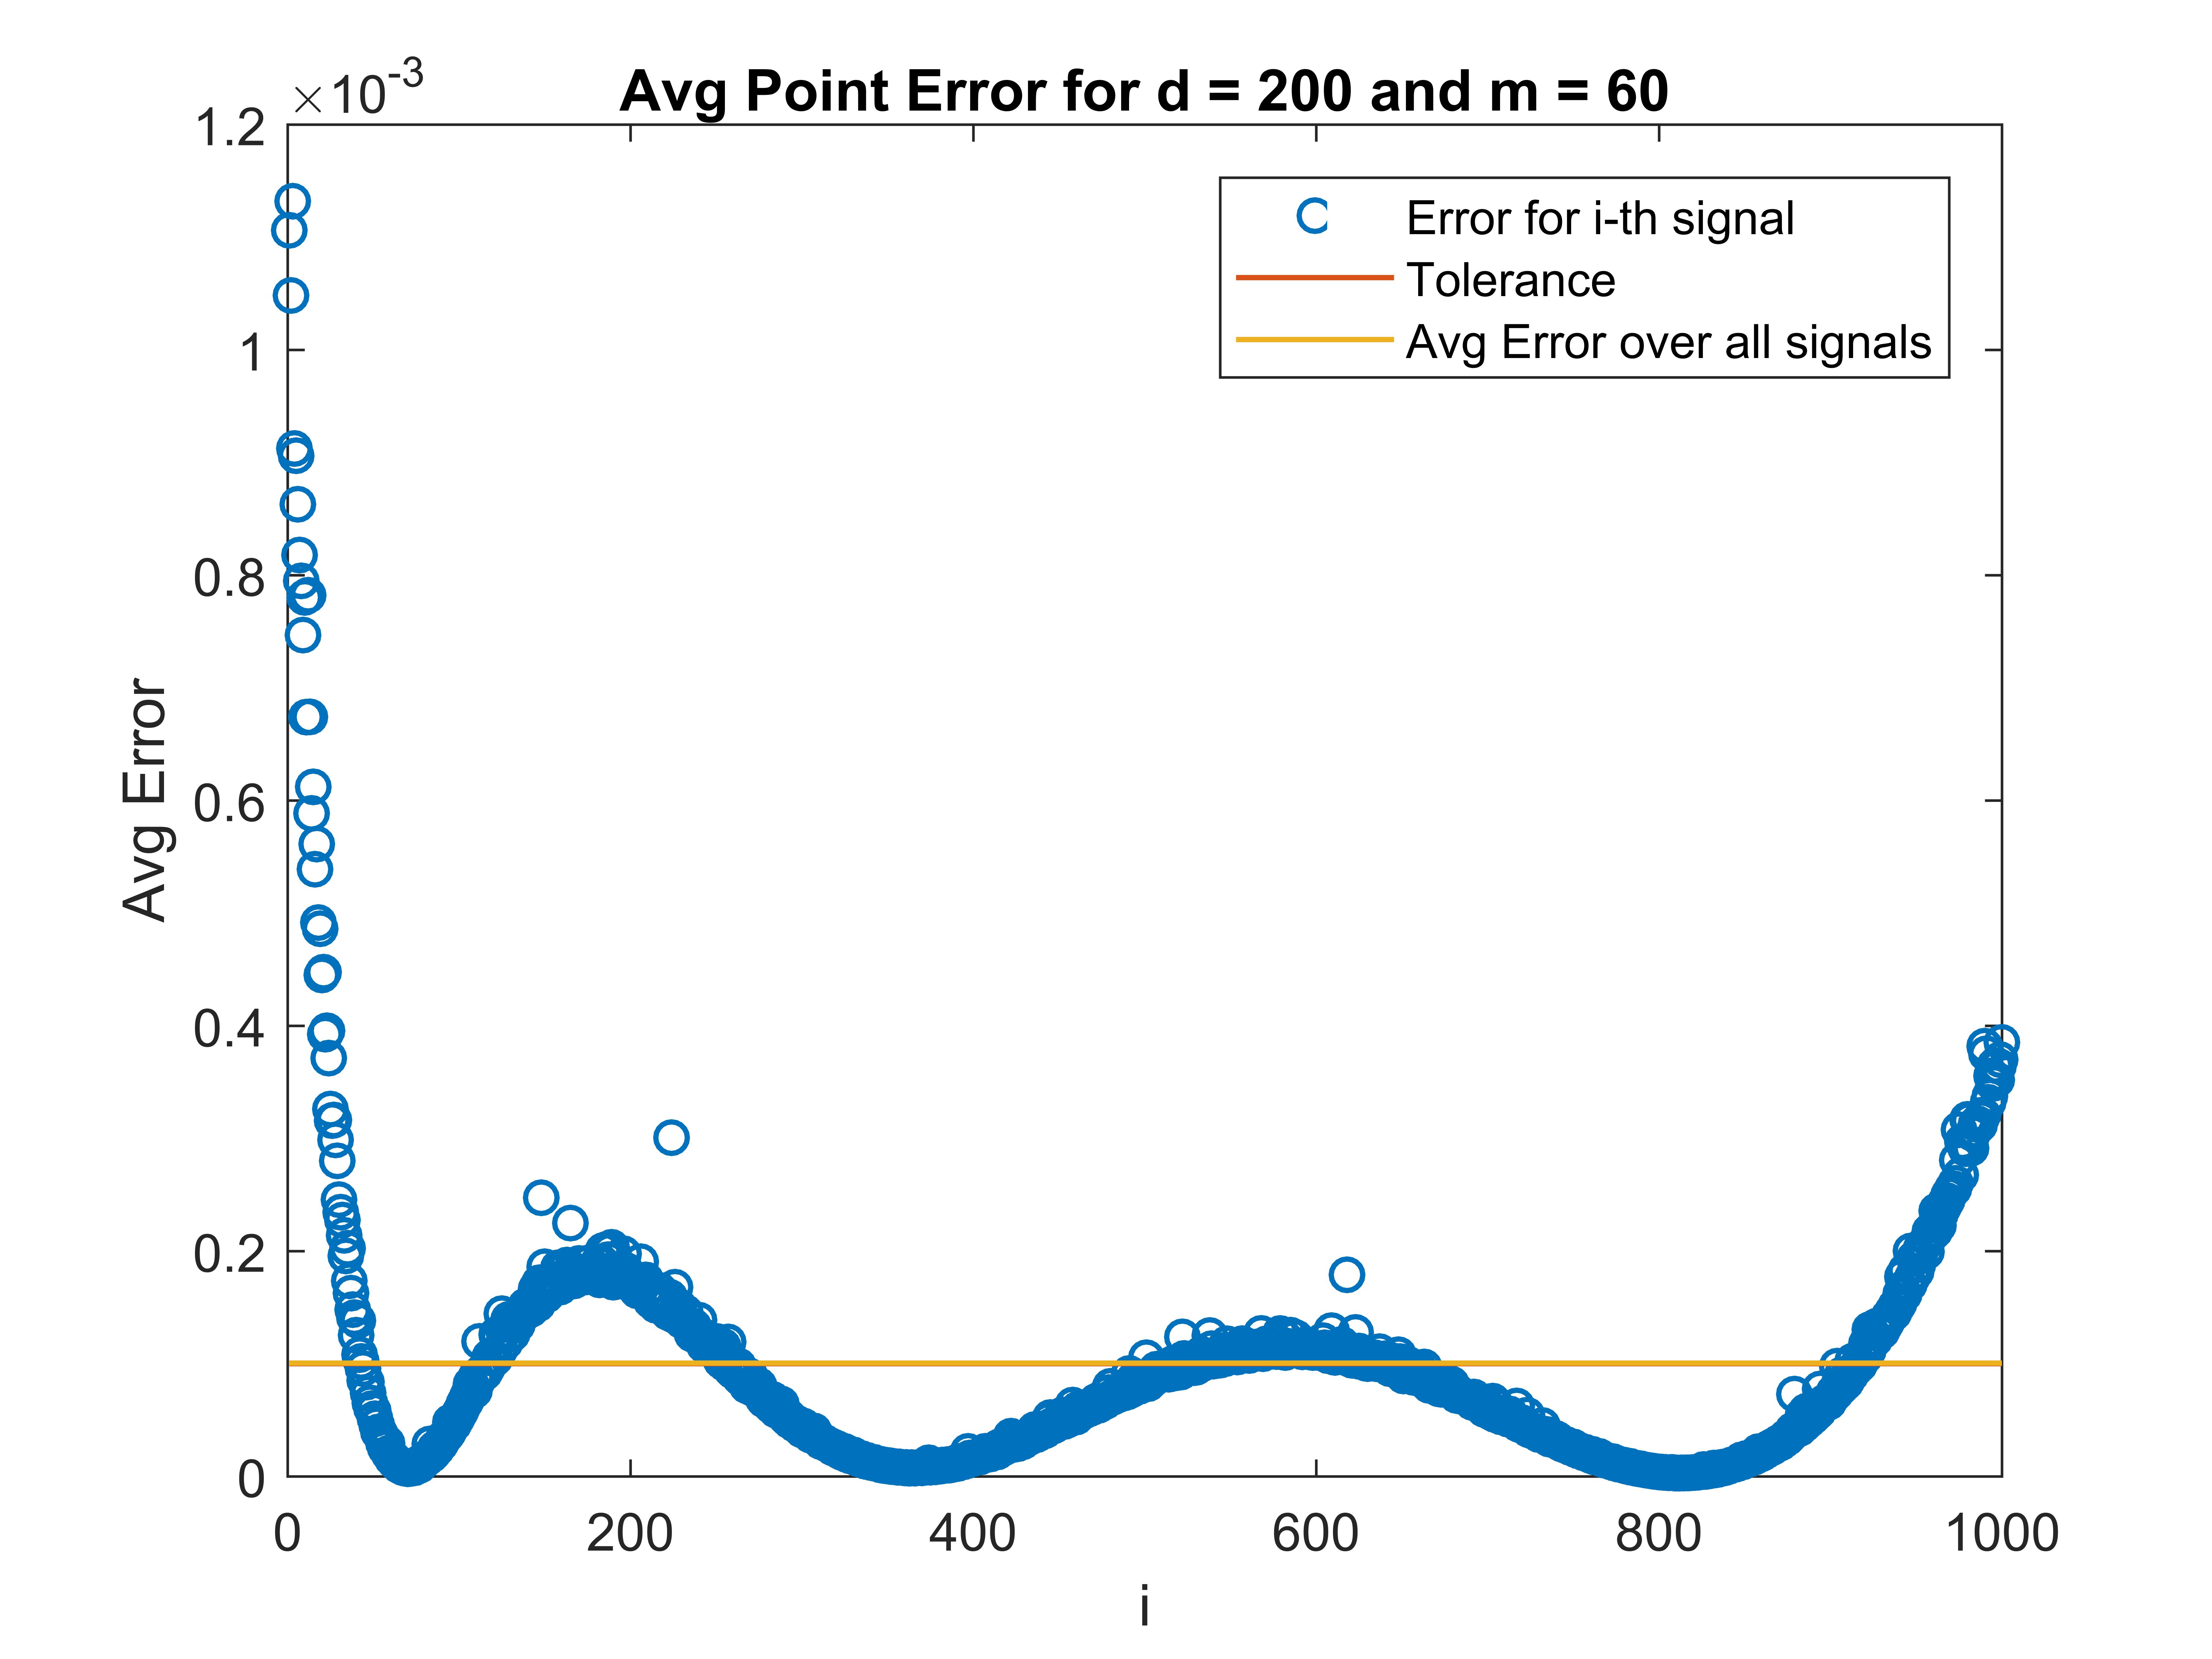 ×10-3
Avg Point Error for d = 200 and m = 60
1.2
1
0.8
0.6
0.4
0.2
0
Avg Error
Error for i-th signal
Tolerance
Avg Error over all signals
0 200 400 600 800 1000
i